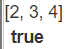 [2, 3, 4]
true